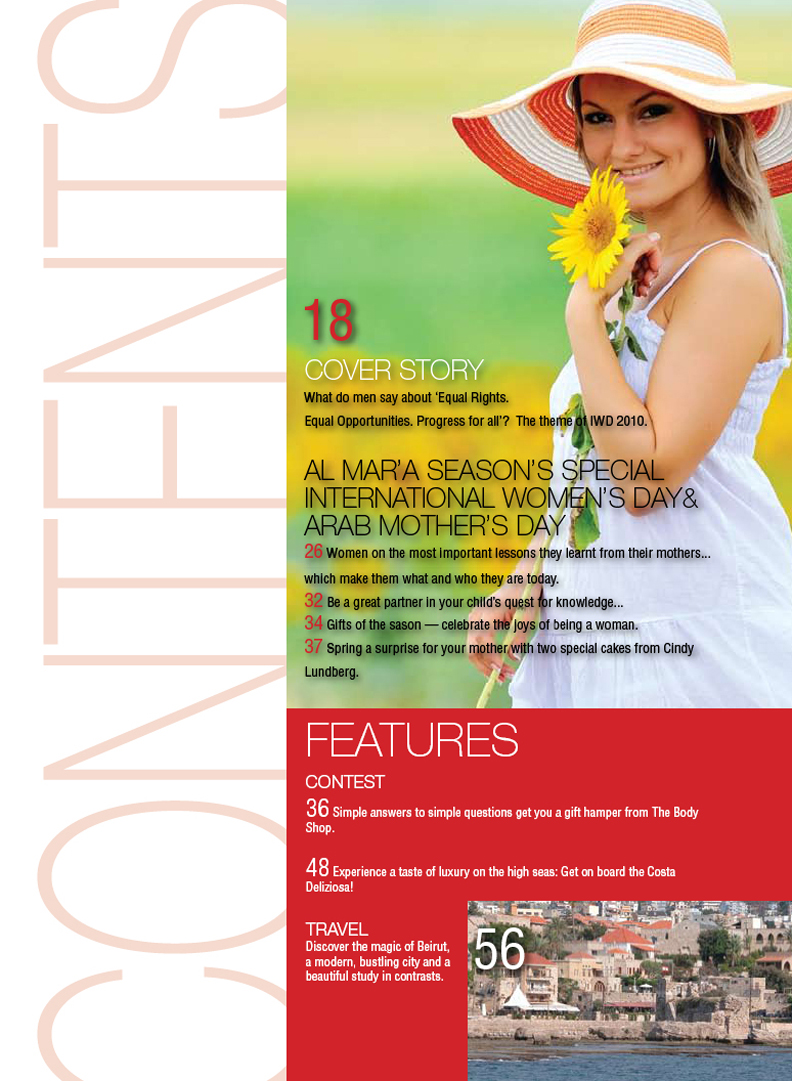 CONTENTS
18
COVER STORY
What do men say about ‘Equal Rights.
Equal Opportunities. Progress for all’? The theme of IWD 2010.
AL MAR’A SEASON’S SPECIAL
INTERNATIONAL WOMEN’S DAY&
ARAB MOTHER’S DAY
26 Women on the most important lessons they learnt from their mothers...
which make them what and who they are today.
32 Be a great partner in your child’s quest for knowledge...
34 Gifts of the sason — celebrate the joys of being a woman.
37 Spring a surprise for your mother with two special cakes from Cindy
Lundberg.
FEATURES
CONTEST
36 Simple answers to simple questions get you a gift hamper from The Body
Shop.
48 Experience a taste of luxury on the high seas: Get on board the Costa
Deliziosa!
TRAVEL
Discover the magic of Beirut,
a modern, bustling city and a
beautiful study in contrasts.
56